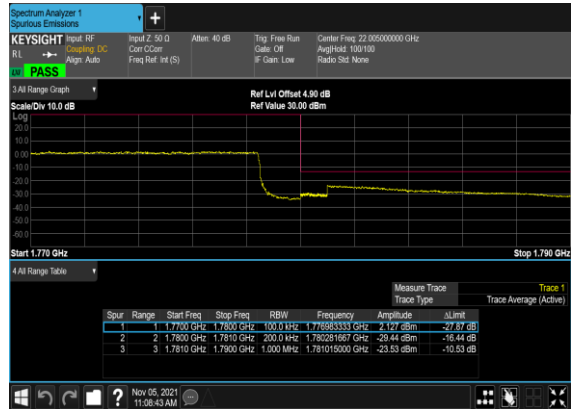 Spectrum Analyzer 1
Spurious Emissions
KEYSIGHT Input: RF Input Z: 50 Ω Atten: 40 dB Trig: Free Run Center Freq: 22.005000000 GHz
RL Coupling: DC Corr CCorr Gate: Off Avg|Hold: 100/100
Align: Auto Freq Ref: Int (S) IF Gain: Low Radio Std: None
PASS
3 All Range Graph
Ref Lvl Offset 4.90 dB
Scale/Div 10.0 dB Ref Value 30.00 dBm
Log
20.0
10.0
0.00
-10.0
-20.0
-30.0
-40.0
-50.0
-60.0
Start 1.770 GHz Stop 1.790 GHz
4 All Range Table
Measure Trace Trace 1
Trace Type Trace Average (Active)
Spur Range Start Freq Stop Freq RBW Frequency Amplitude ΔLimit
1 1 1.7700 GHz 1.7800 GHz 100.0 kHz 1.776983333 GHz 2.127 dBm -27.87 dB
2 2 1.7800 GHz 1.7810 GHz 200.0 kHz 1.780281667 GHz -29.44 dBm -16.44 dB
3 3 1.7810 GHz 1.7900 GHz 1.000 MHz 1.781015000 GHz -23.53 dBm -10.53 dB
Nov 05, 2021
11:08:43 AM